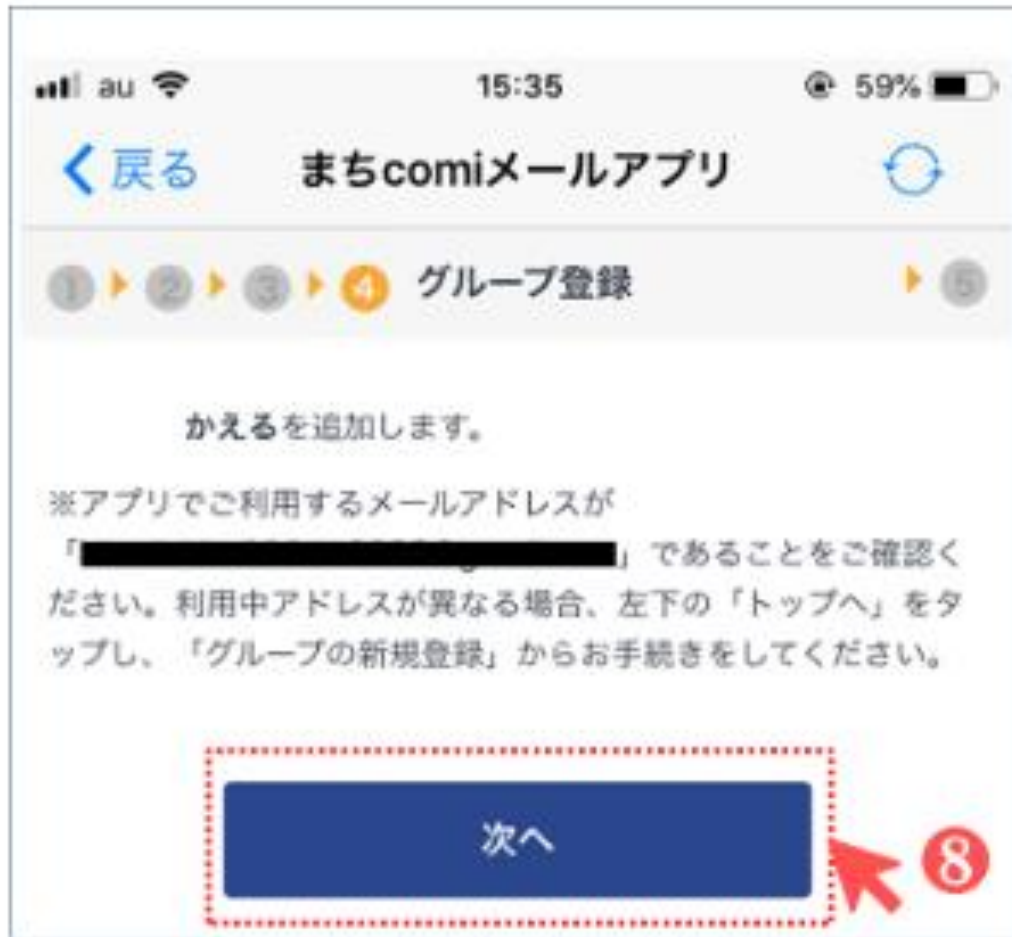 au 15:35 59%
戻る まちcomiメールアプリ
1 2 3 4 グループ登録 5
かえるを追加します。
※アプリでご利用するメールアドレスが
「」であることをご確認く
ださい。利用中アドレスが異なる場合、左下の「トップへ」をタ
ップし、「グループの新規登録」からお手続きをしてください。
次へ
8